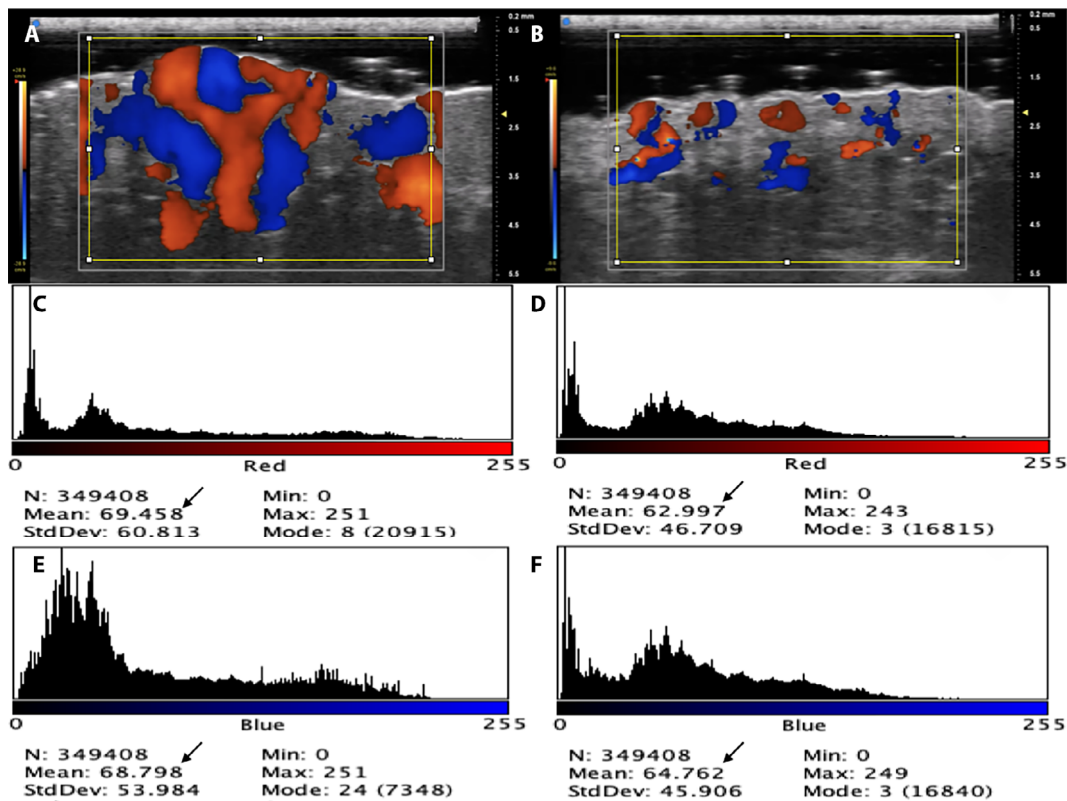 A
0.2 mm
0.5
1.5
2.5
3.5
4.5
5.5
B
0.2 mm
0.5
1.5
2.5
3.5
4.5
5.5
C
0 255
Red
N: 349408 Min: 0
Mean: 69.458 Max: 251
StdDev: 60.813 Mode: 8 (20915)
D
0 255
Red
N: 349408 Min: 0
Mean: 62.997 Max: 243
StdDev: 46.709 Mode: 3 (16815)
E
0 255
Blue
N: 349408 Min: 0
Mean: 68.798 Max: 251
StdDev: 53.984 Mode: 24 (7348)
F
0 255
Blue
N: 349408 Min: 0
Mean: 64.762 Max: 249
StdDev: 45.906 Mode: 3 (16840)